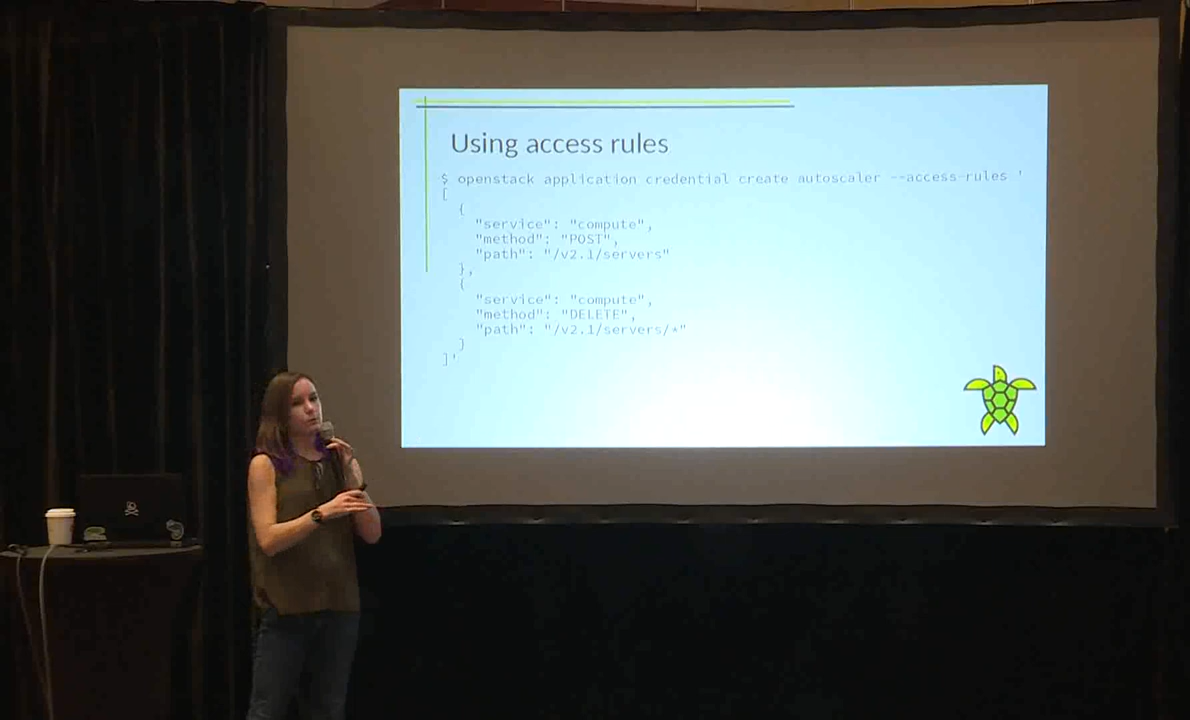 Using access rules
$ openstack application credential create autoscaler --access-rules '
[
{
"service": "compute",
"method": "POST",
"path": "/v2.1/servers"
},
{
"service": "compute",
"method": "DELETE",
"path": "/v2.1/servers/*"
}
]'